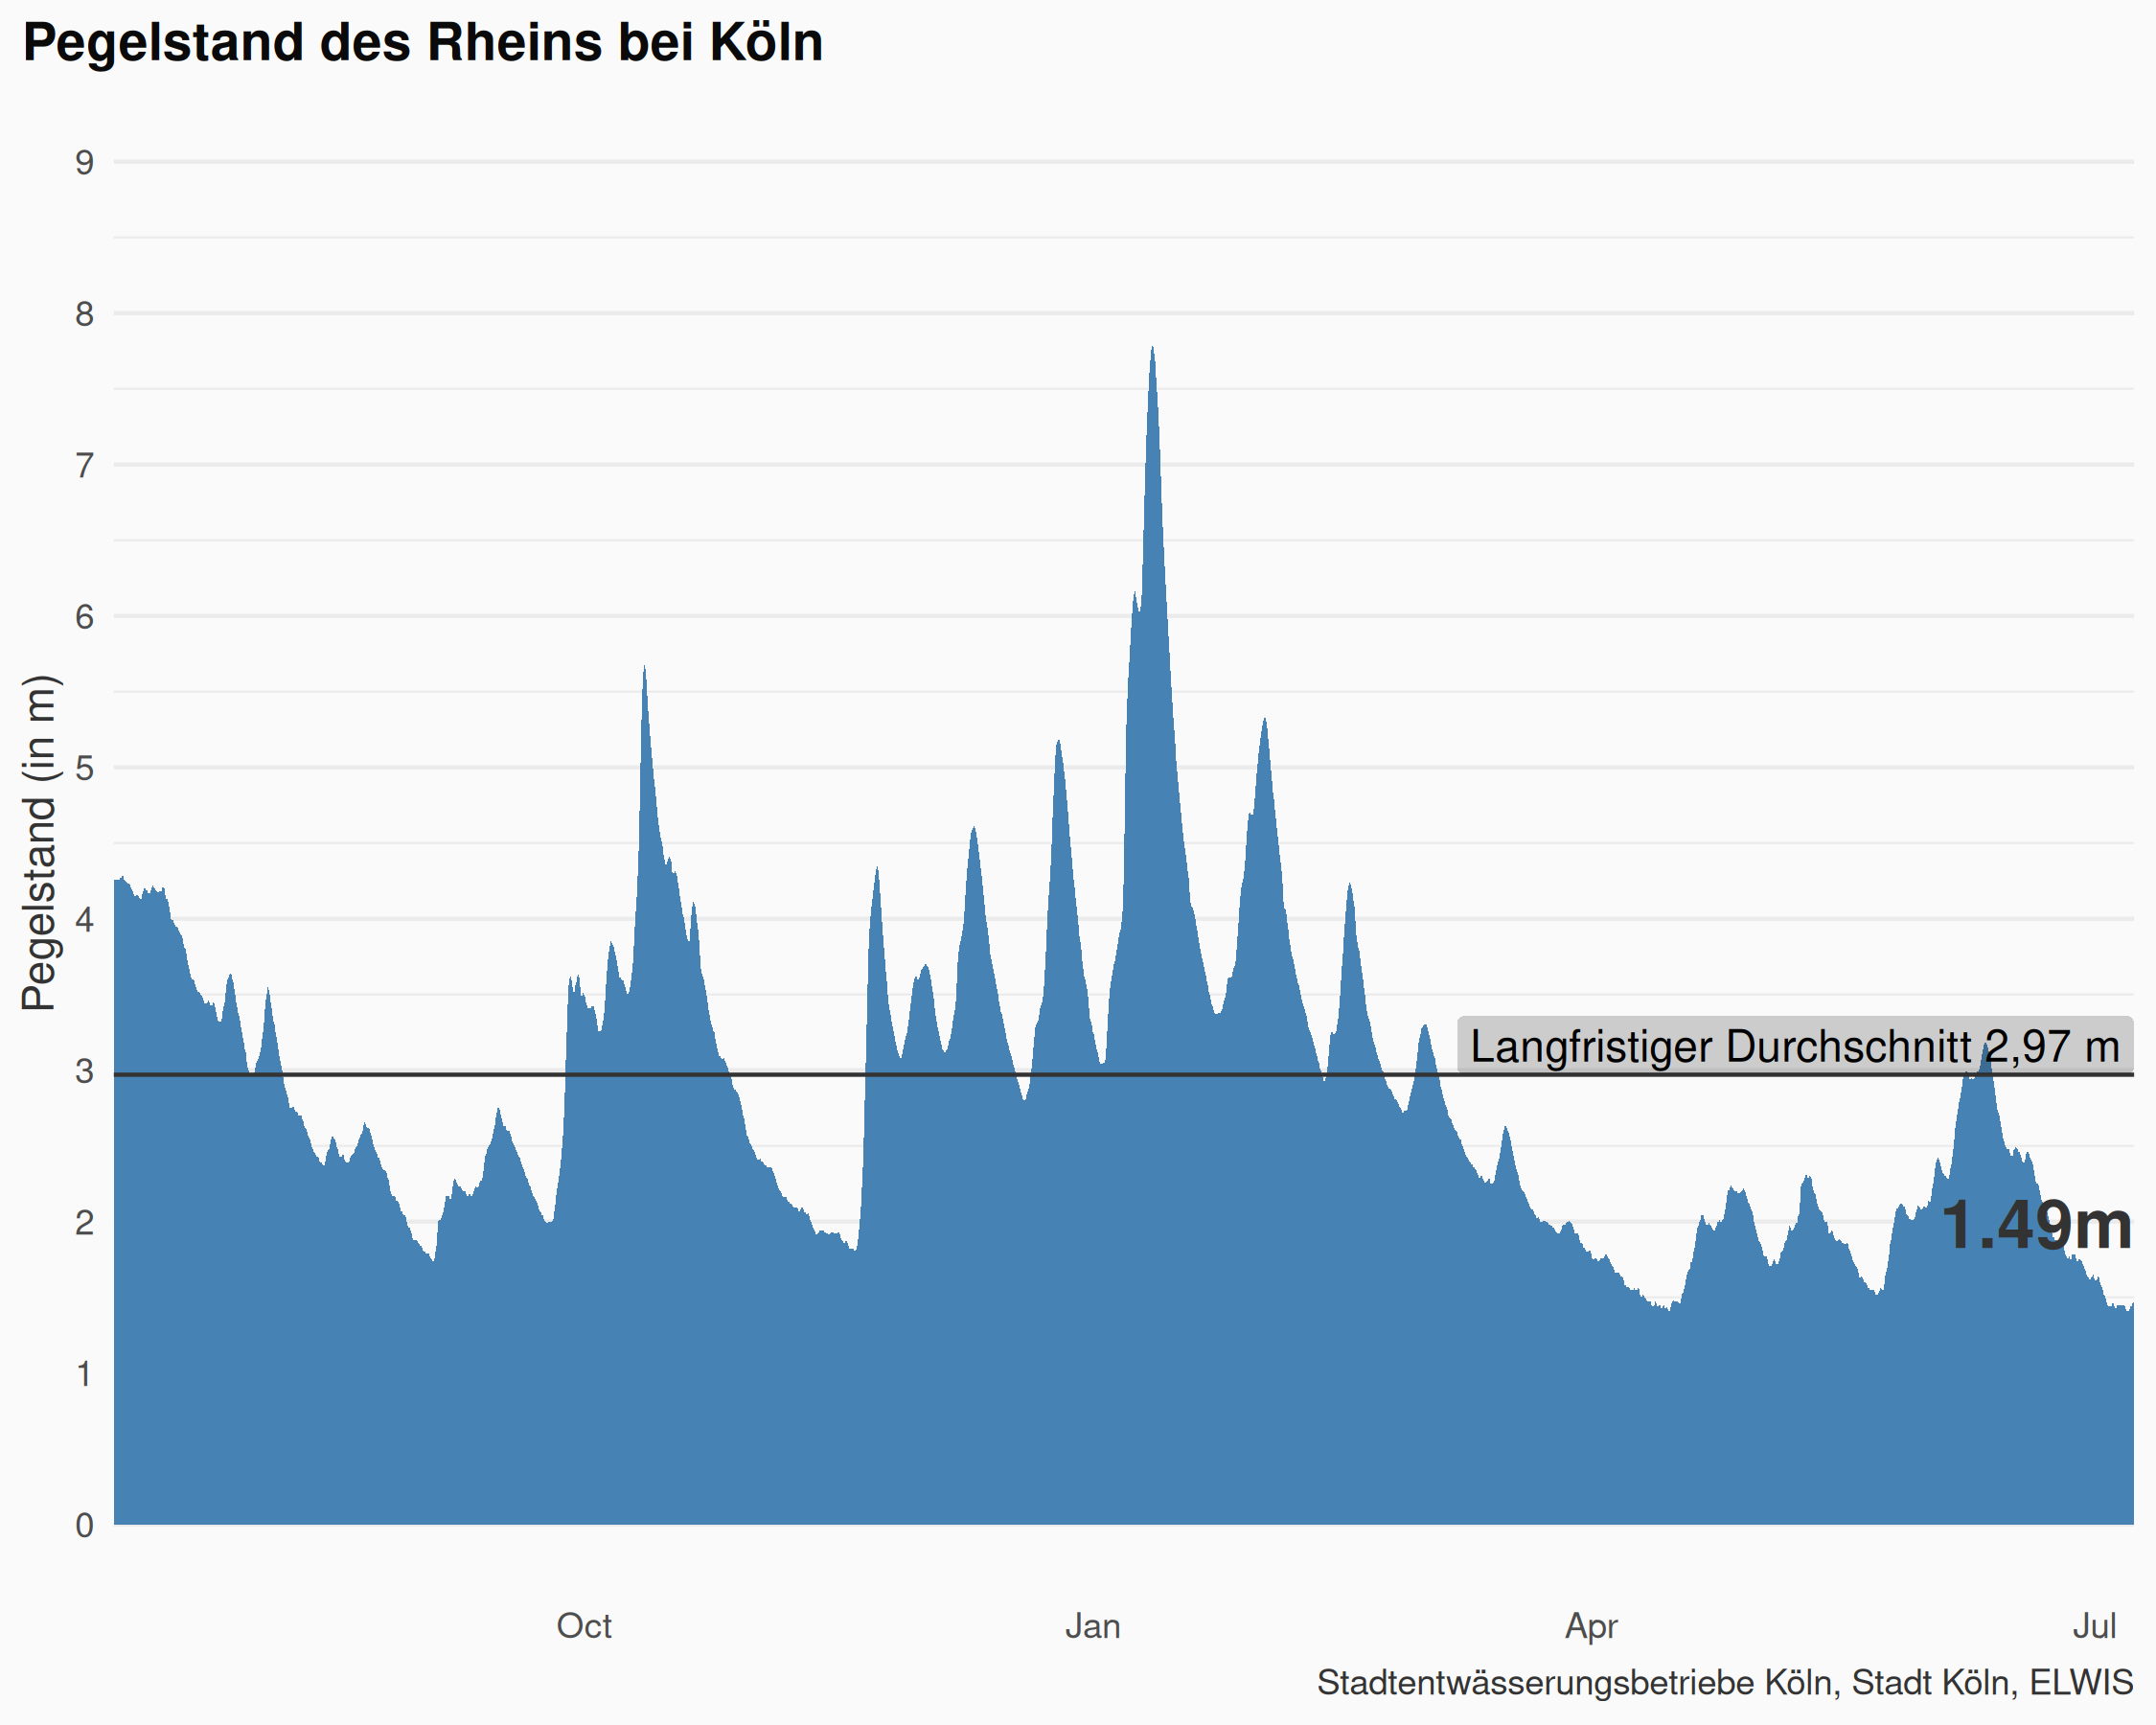 Pegelstand des Rheins bei Köln
9
8
7
6
5
4
3
2
1
0
Pegelstand (in m)
Langfristiger Durchschnitt 2,97 m
1.49m
Oct Jan Apr Jul
Stadtentwässerungsbetriebe Köln, Stadt Köln, ELWIS